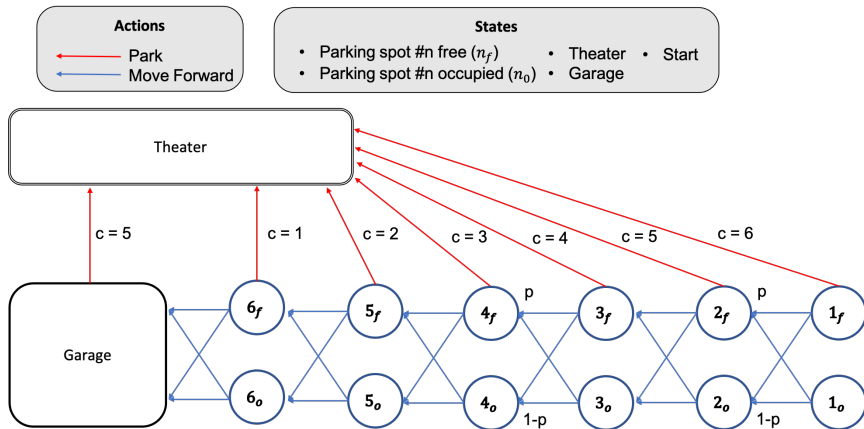 Actions
Park
Move Forward
States
• Parking spot #n free (n_f)
• Parking spot #n occupied (n_0)
• Theater
• Garage
• Start
Theater
c = 5
c = 1
c = 2
c = 3
c = 4
c = 5
c = 6
p
p
Garage
6_f
5_f
4_f
3_f
2_f
1_f
6_o
5_o
4_o
3_o
2_o
1_o
1-p
1-p